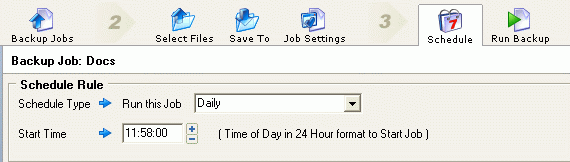 2 3
Backup Jobs Select Files Save To Job Settings Schedule Run Backup
7
Backup Job: Docs
Schedule Rule
Schedule Type Run this Job Daily
Start Time 11:58:00 ( Time of Day in 24 Hour format to Start Job )